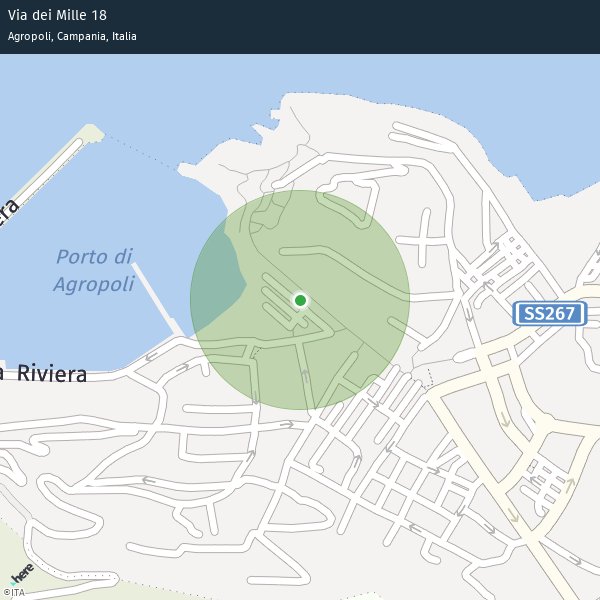 Via dei Mille 18
Agropoli, Campania, Italia
era
Porto di
Agropoli
SS267
a Riviera
here
©ITA